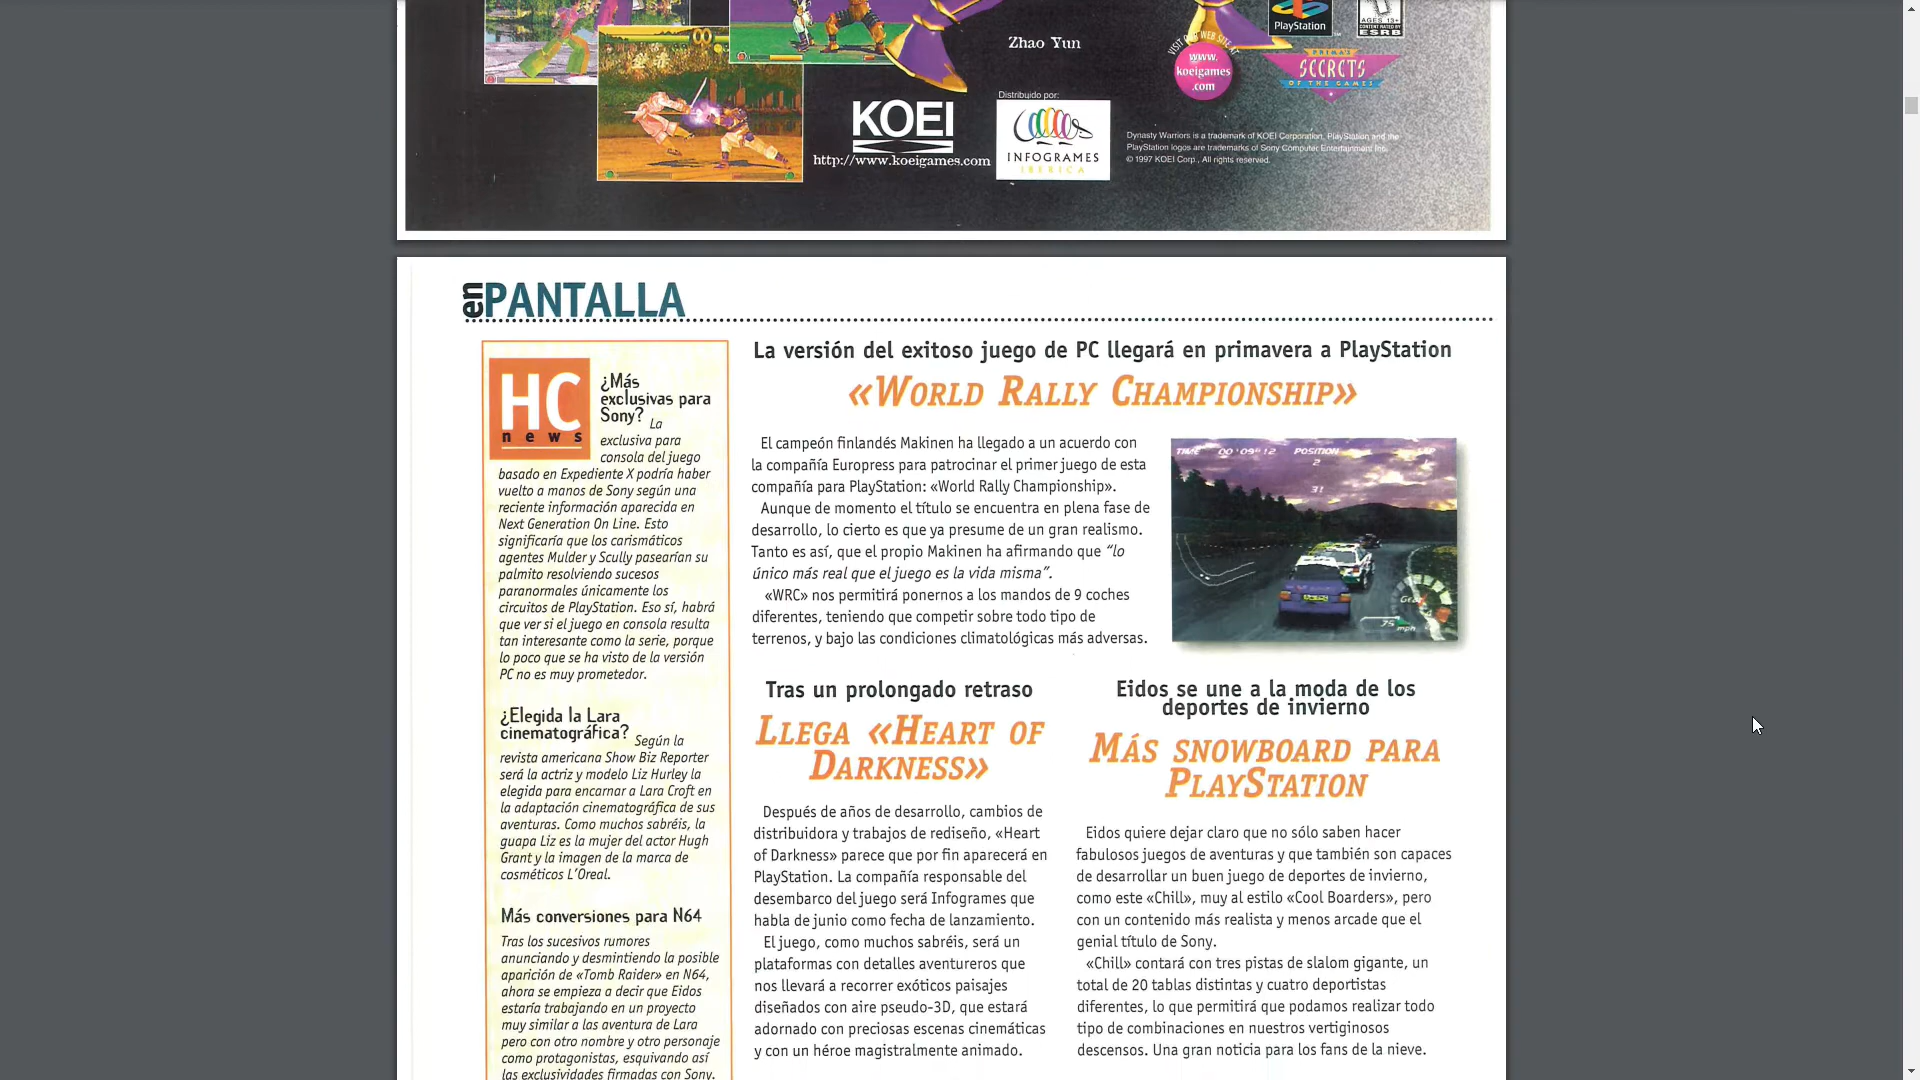 Zhao Yun
PlayStation
AGES 13+
CONTENT RATED BY
ESRB
VISIT OUR WEB SITE AT
www.
koeigames
.com
SECRETS
OF THE GAMES
Distribuido por:
KOEI
http://www.koeigames.com
INFOGRAMES
IBERICA
Dynasty Warriors is a trademark of KOEI Corporation, PlayStation and the
PlayStation logos are trademarks of Sony Computer Entertainment Inc.
© 1997 KOEI Corp., All rights reserved.
en PANTALLA
HC
news
¿Más
exclusivas para
Sony? La
exclusiva para
consola del juego
basado en Expediente X podría haber
vuelto a manos de Sony según una
reciente información aparecida en
Next Generation On Line. Esto
significaría que los carismáticos
agentes Mulder y Scully pasearían su
palmito resolviendo sucesos
paranormales únicamente los
circuitos de PlayStation. Eso sí, habrá
que ver si el juego en consola resulta
tan interesante como la serie, porque
lo poco que se ha visto de la versión
PC no es muy prometedor.
¿Elegida la Lara
cinematográfica? Según la
revista americana Show Biz Reporter
será la actriz y modelo Liz Hurley la
elegida para encarnar a Lara Croft en
la adaptación cinematográfica de sus
aventuras. Como muchos sabréis, la
guapa Liz es la mujer del actor Hugh
Grant y la imagen de la marca de
cosméticos L'Oreal.
Más conversiones para N64
Tras los sucesivos rumores
anunciando y desmintiendo la posible
aparición de «Tomb Raider» en N64,
ahora se empieza a decir que Eidos
estaría trabajando en un proyecto
muy similar a las aventura de Lara
pero con otro nombre y otro personaje
como protagonistas, esquivando así
las exclusividades firmadas con Sony.
La versión del exitoso juego de PC llegará en primavera a PlayStation
«WORLD RALLY CHAMPIONSHIP»
El campeón finlandés Makinen ha llegado a un acuerdo con
la compañía Europress para patrocinar el primer juego de esta
compañía para PlayStation: «World Rally Championship».
Aunque de momento el título se encuentra en plena fase de
desarrollo, lo cierto es que ya presume de un gran realismo.
Tanto es así, que el propio Makinen ha afirmando que “lo
único más real que el juego es la vida misma”.
«WRC» nos permitirá ponernos a los mandos de 9 coches
diferentes, teniendo que competir sobre todo tipo de
terrenos, y bajo las condiciones climatológicas más adversas.
TIME 00'09"12 POSITION
2
31
75
mph
Tras un prolongado retraso
LLEGA «HEART OF
DARKNESS»
Después de años de desarrollo, cambios de
distribuidora y trabajos de rediseño, «Heart
of Darkness» parece que por fin aparecerá en
PlayStation. La compañía responsable del
desembarco del juego será Infogrames que
habla de junio como fecha de lanzamiento.
El juego, como muchos sabréis, será un
plataformas con detalles aventureros que
nos llevará a recorrer exóticos paisajes
diseñados con aire pseudo-3D, que estará
adornado con preciosas escenas cinemáticas
y con un héroe magistralmente animado.
Eidos se une a la moda de los
deportes de invierno
MÁS SNOWBOARD PARA
PLAYSTATION
Eidos quiere dejar claro que no sólo saben hacer
fabulosos juegos de aventuras y que también son capaces
de desarrollar un buen juego de deportes de invierno,
como este «Chill», muy al estilo «Cool Boarders», pero
con un contenido más realista y menos arcade que el
genial título de Sony.
«Chill» contará con tres pistas de slalom gigante, un
total de 20 tablas distintas y cuatro deportistas
diferentes, lo que permitirá que podamos realizar todo
tipo de combinaciones en nuestros vertiginosos
descensos. Una gran noticia para los fans de la nieve.